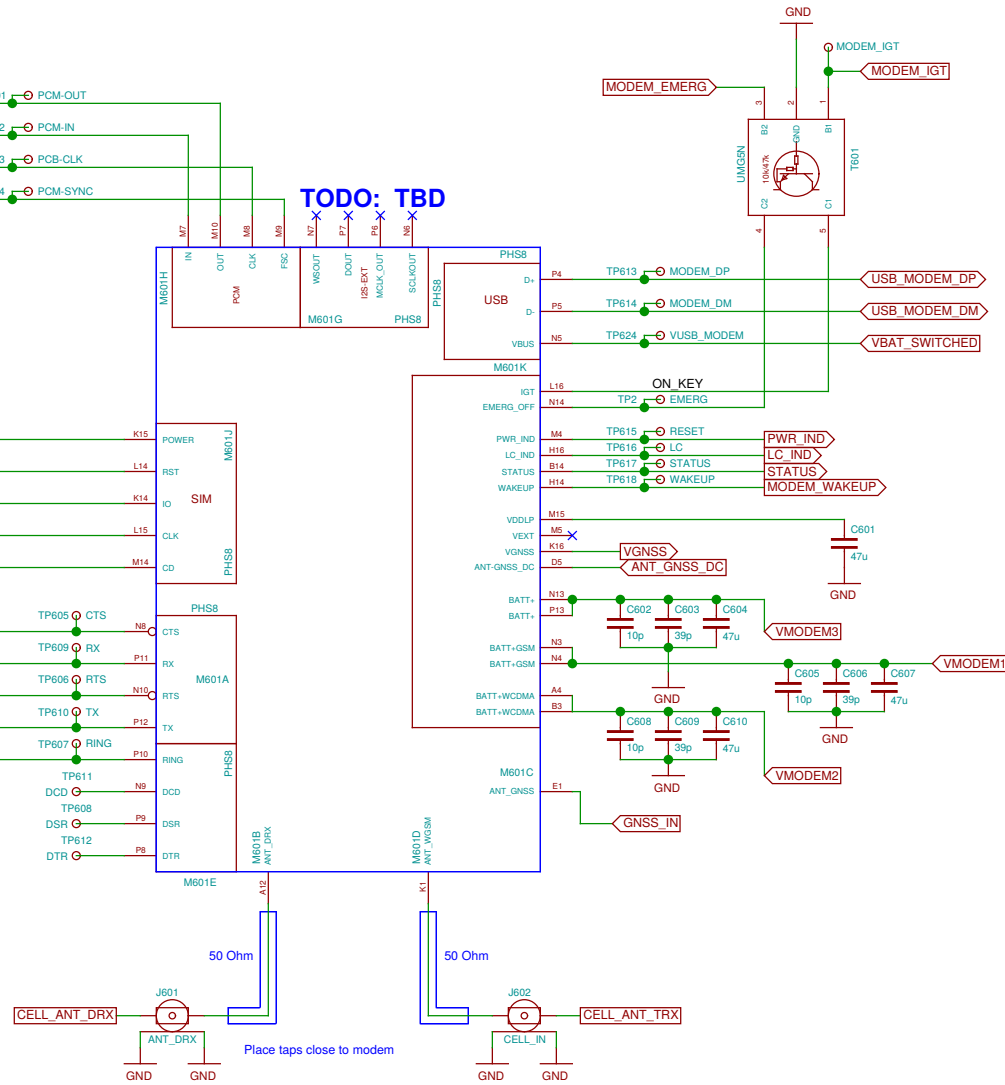 GND
MODEM_IGT
MODEM_IGT
MODEM_EMERG
3
2
1
B2
GND
B1
UMG5N
10k/47k
T601
C2
C1
4
5
1
PCM-OUT
2
PCM-IN
3
PCB-CLK
4
PCM-SYNC
TODO: TBD
M7
M10
M8
M9
N7
P7
P6
N6
IN
OUT
CLK
FSC
WSOUT
DOUT
I2S-EXT
MCLK_OUT
SCLKOUT
M601H
PCM
M601G
PHS8
PHS8
PHS8
USB
D+
P4
TP613
MODEM_DP
USB_MODEM_DP
D-
P5
TP614
MODEM_DM
USB_MODEM_DM
VBUS
N5
TP624
VUSB_MODEM
VBAT_SWITCHED
M601K
IGT
L16
ON_KEY
EMERG_OFF
N14
TP2
EMERG
PWR_IND
M4
TP615
RESET
PWR_IND
LC_IND
H16
TP616
LC
LC_IND
STATUS
B14
TP617
STATUS
STATUS
WAKEUP
H14
TP618
WAKEUP
MODEM_WAKEUP
VDDLP
M15
C601
47u
GND
VEXT
M5
VGNSS
K16
VGNSS
ANT-GNSS_DC
D5
ANT_GNSS_DC
BATT+
N13
BATT+
P13
C602
C603
C604
10p
39p
47u
VMODEM3
GND
BATT+GSM
N3
BATT+GSM
N4
VMODEM1
C605
C606
C607
10p
39p
47u
GND
BATT+WCDMA
A4
BATT+WCDMA
B3
C608
C609
C610
10p
39p
47u
VMODEM2
GND
M601C
ANT_GNSS
E1
GNSS_IN
K15
POWER
L14
RST
K14
IO
L15
CLK
M14
CD
SIM
M601J
PHS8
PHS8
TP605
CTS
N8
CTS
TP609
RX
P11
RX
M601A
TP606
RTS
N10
RTS
TP610
TX
P12
TX
TP607
RING
P10
RING
PHS8
TP611
DCD
N9
DCD
TP608
DSR
P9
DSR
TP612
DTR
P8
DTR
M601E
M601B
ANT_DRX
M601D
ANT_WGSM
A12
K1
50 Ohm
50 Ohm
J601
CELL_ANT_DRX
ANT_DRX
GND
GND
Place taps close to modem
J602
CELL_ANT_TRX
CELL_IN
GND
GND